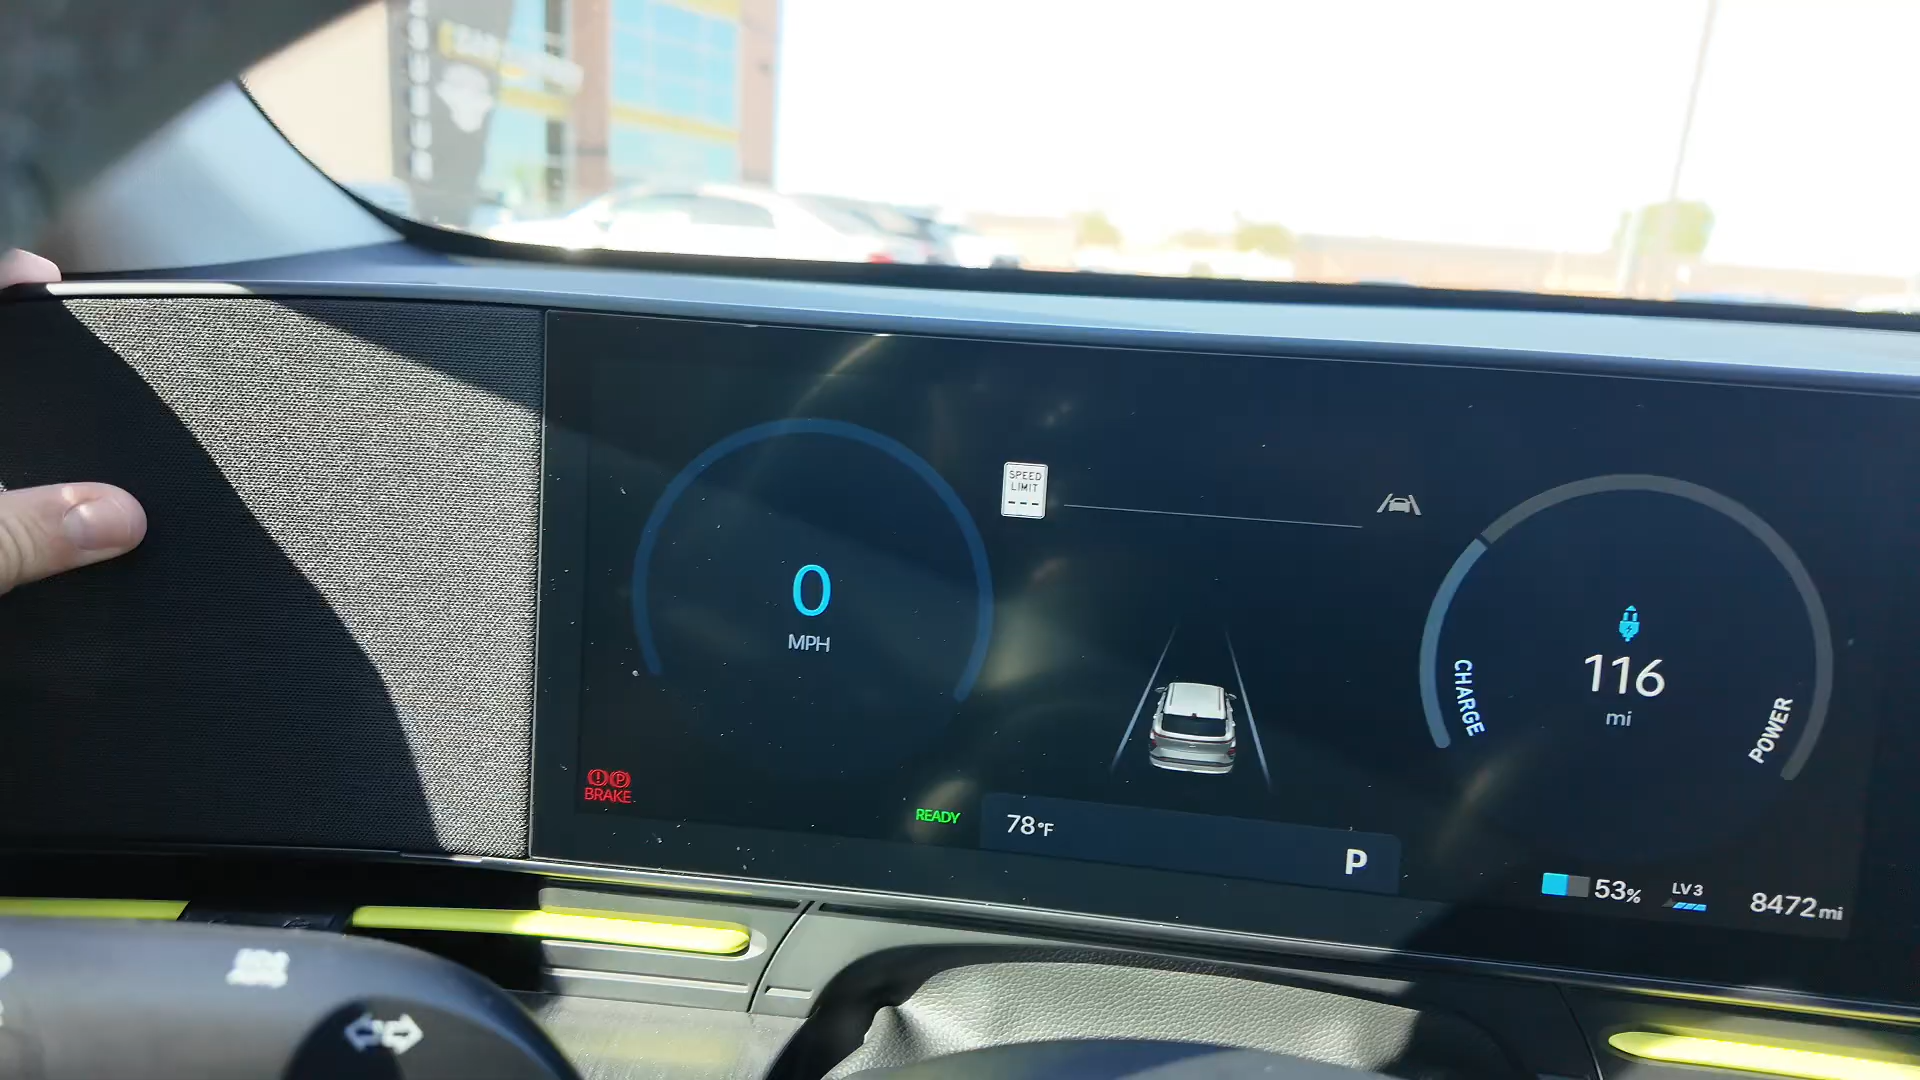 SPEED
LIMIT
---
0
MPH
116
mi
CHARGE
POWER
BRAKE
READY
78°F
P
53%
LV 3
8472 mi